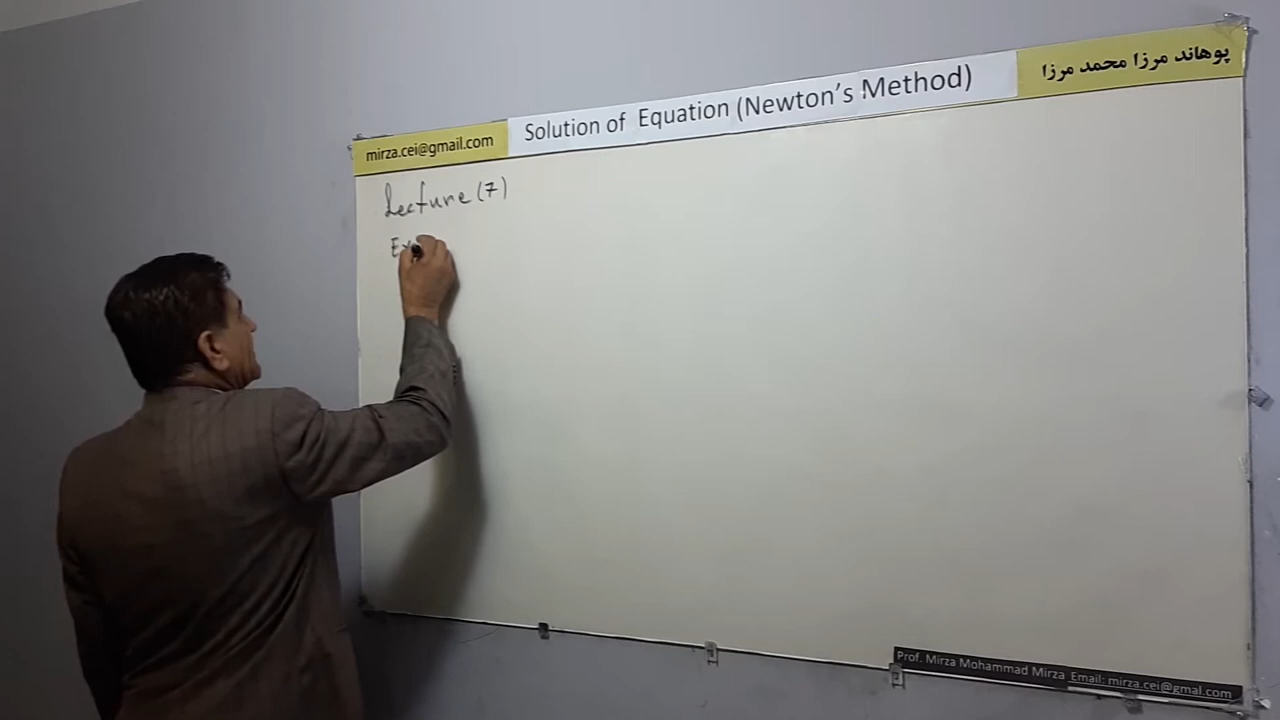 mirza.cei@gmail.com
Solution of Equation (Newton's Method)
پوهاند مرزا محمد مرزا
Lecture (7)
Ex
Prof. Mirza Mohammad Mirza Email: mirza.cei@gmal.com